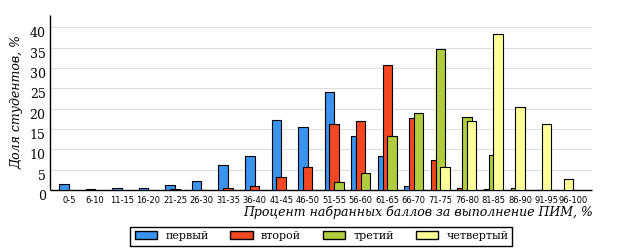 Доля студентов, %
40
35
30
25
20
15
10
5
0
0-5 6-10 11-15 16-20 21-25 26-30 31-35 36-40 41-45 46-50 51-55 56-60 61-65 66-70 71-75 76-80 81-85 86-90 91-95 96-100
Процент набранных баллов за выполнение ПИМ, %
первый второй третий четвертый